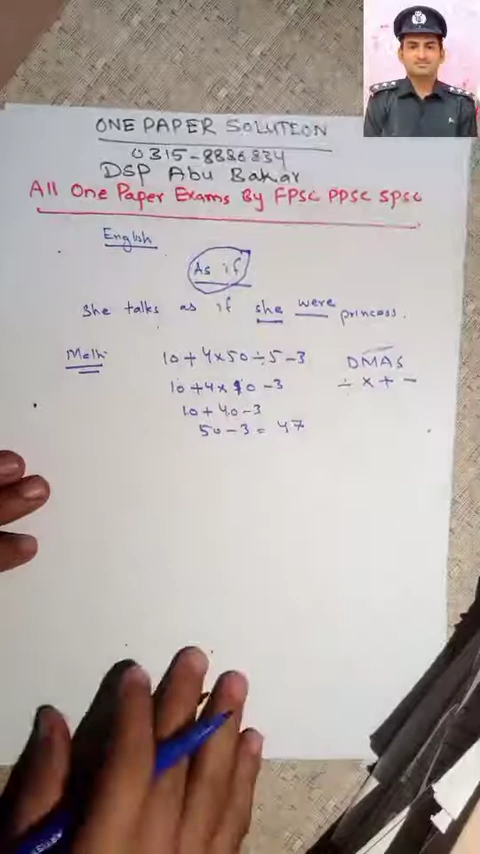 ONE PAPER SOLUTION
0315-8886834
DSP Abu Bakar
All One Paper Exams By FPSC PPSC SPSC
English
As if
She talks as if she were princess.
Math
10+4×50÷5-3
DMAS
10+4×10-3
÷×+-
10+40-3
50-3=47